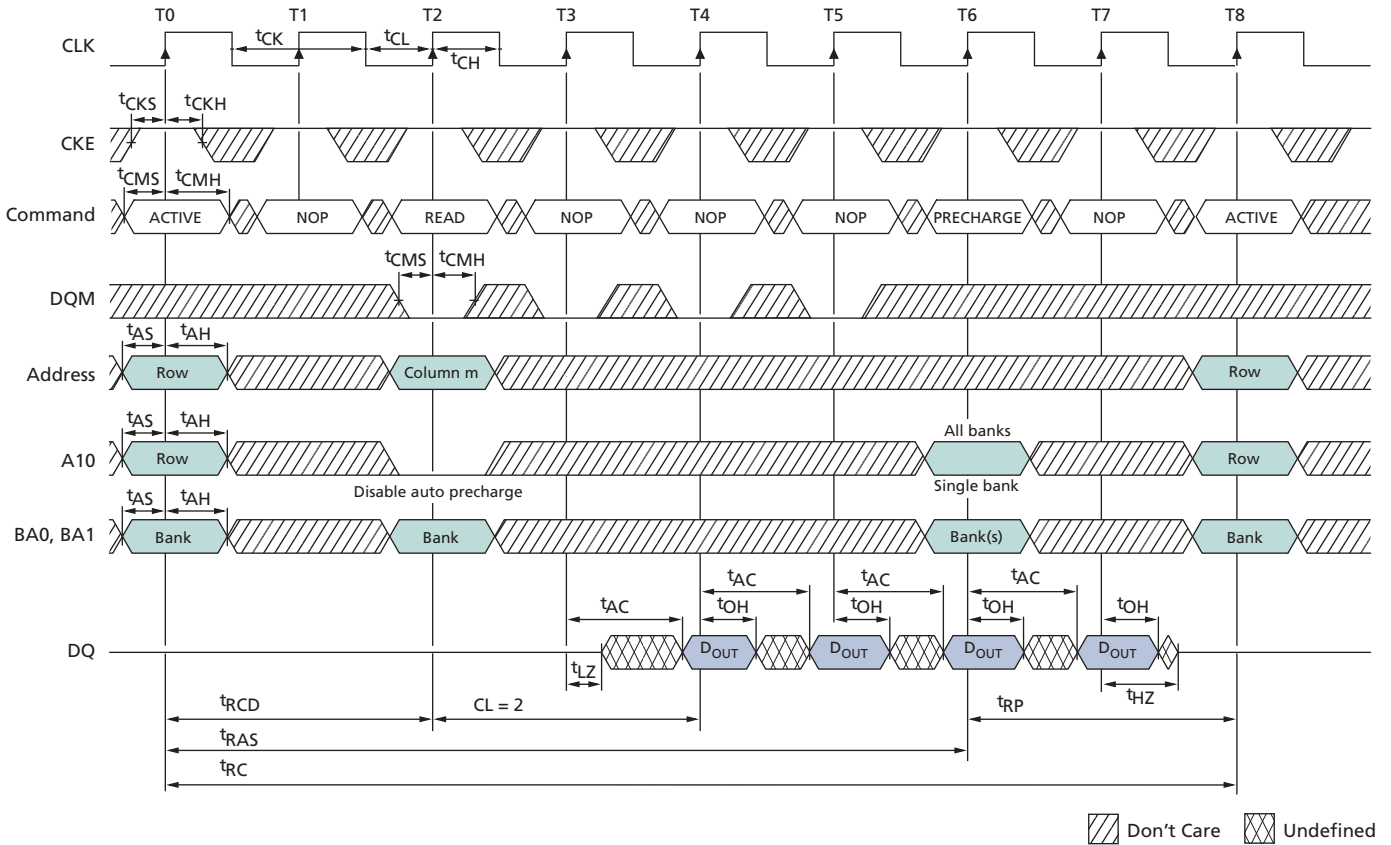 T0 T1 T2 T3 T4 T5 T6 T7 T8
CLK
tCK tCL
tCH
tCKS tCKH
CKE
tCMS tCMH
Command ACTIVE NOP READ NOP NOP NOP PRECHARGE NOP ACTIVE
tCMS tCMH
DQM
tAS tAH
Address Row Column m Row
tAS tAH
All banks
A10 Row Row
Disable auto precharge Single bank
tAS tAH
BA0, BA1 Bank Bank Bank(s) Bank
tAC tAC tAC
tAC tOH tOH tOH tOH
DQ DOUT DOUT DOUT DOUT
tLZ tHZ
tRCD CL = 2 tRP
tRAS
tRC
Don't Care Undefined